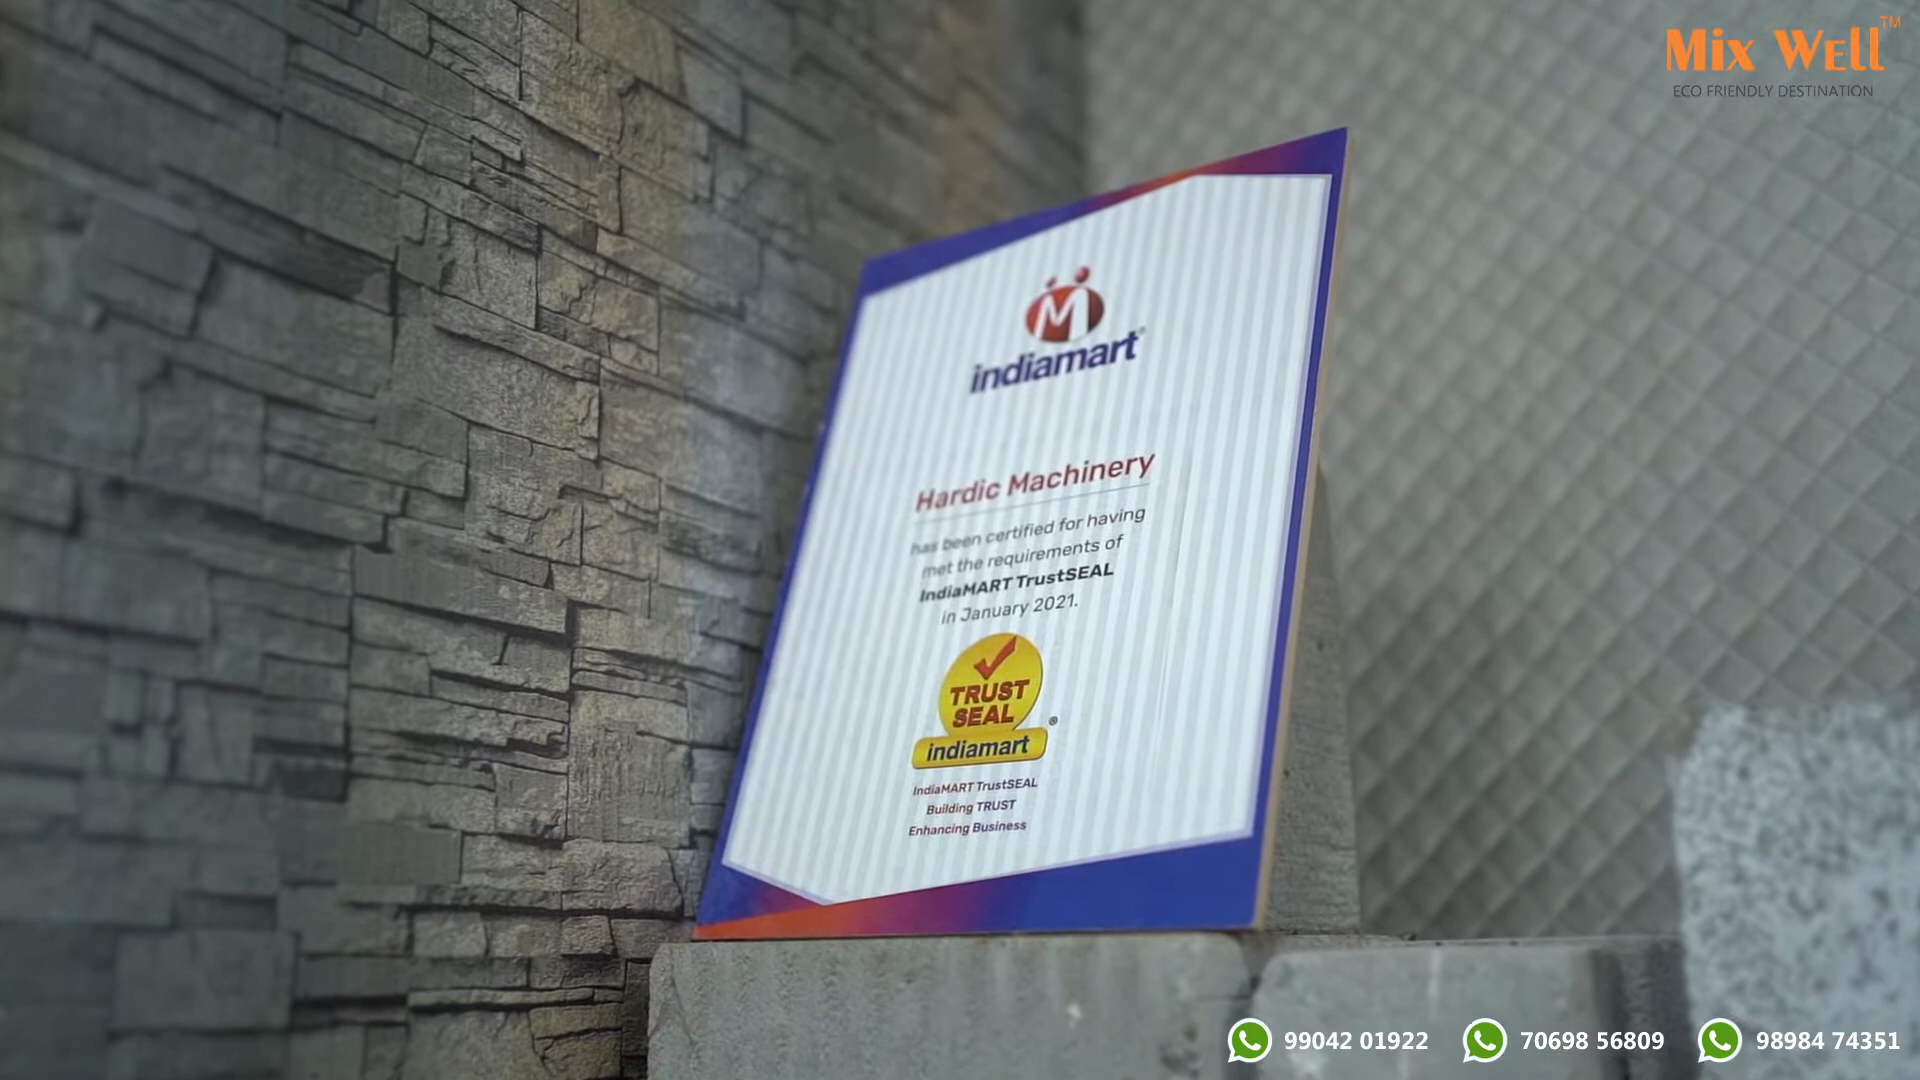 Mix WEll™
ECO FRIENDLY DESTINATION
indiamart
Hardic Machinery
has been certified for having
met the requirements of
IndiaMART TrustSEAL
in January 2021.
TRUST
SEAL
®
indiamart
IndiaMART TrustSEAL
Building TRUST
Enhancing Business
99042 01922 70698 56809 98984 74351